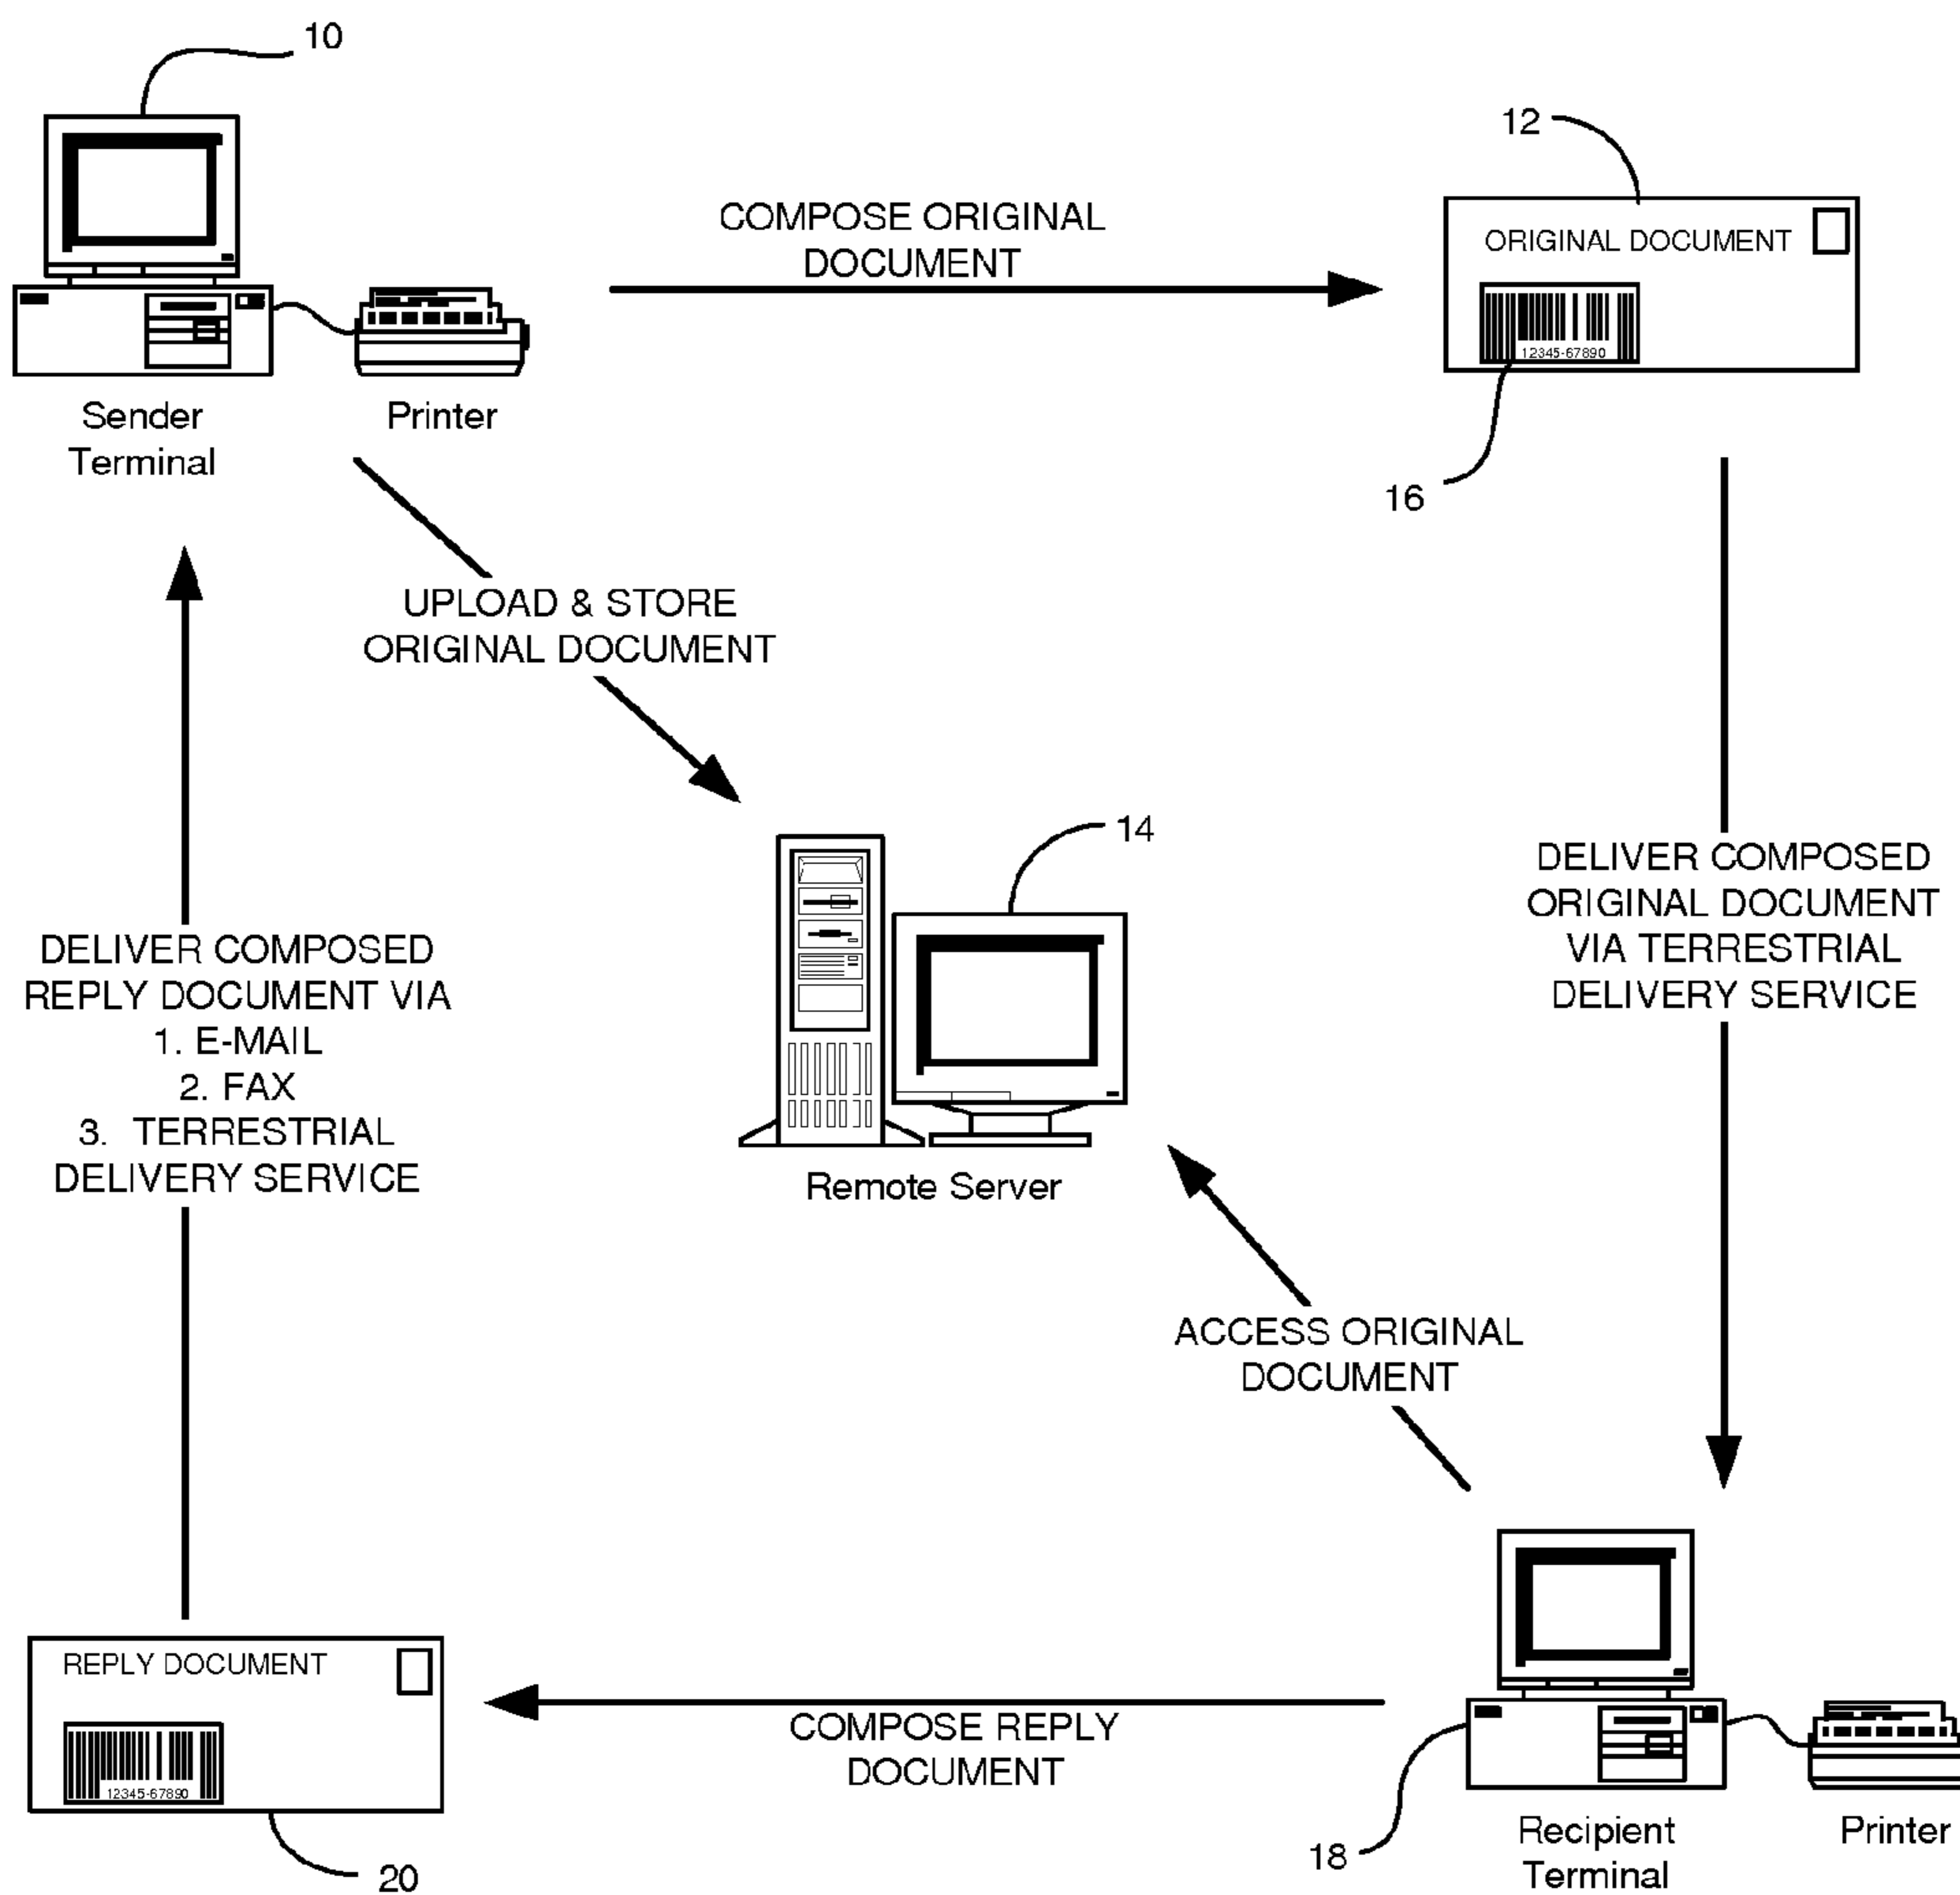 10
12
COMPOSE ORIGINAL
DOCUMENT
ORIGINAL DOCUMENT
12345-67890
Sender
Terminal
Printer
16
UPLOAD & STORE
ORIGINAL DOCUMENT
14
DELIVER COMPOSED
ORIGINAL DOCUMENT
VIA TERRESTRIAL
DELIVERY SERVICE
DELIVER COMPOSED
REPLY DOCUMENT VIA
1. E-MAIL
2. FAX
3. TERRESTRIAL
DELIVERY SERVICE
Remote Server
ACCESS ORIGINAL
DOCUMENT
REPLY DOCUMENT
12345-67890
COMPOSE REPLY
DOCUMENT
20
18
Recipient
Terminal
Printer